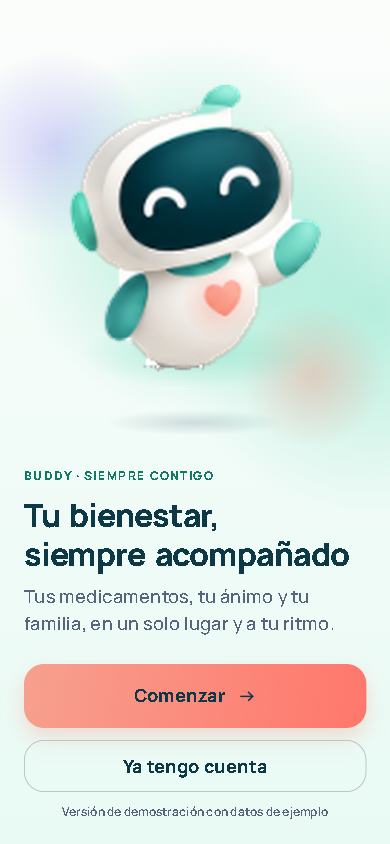 BUDDY · SIEMPRE CONTIGO
Tu bienestar,
siempre acompañado
Tus medicamentos, tu ánimo y tu
familia, en un solo lugar y a tu ritmo.
Comenzar →
Ya tengo cuenta
Versión de demostración con datos de ejemplo